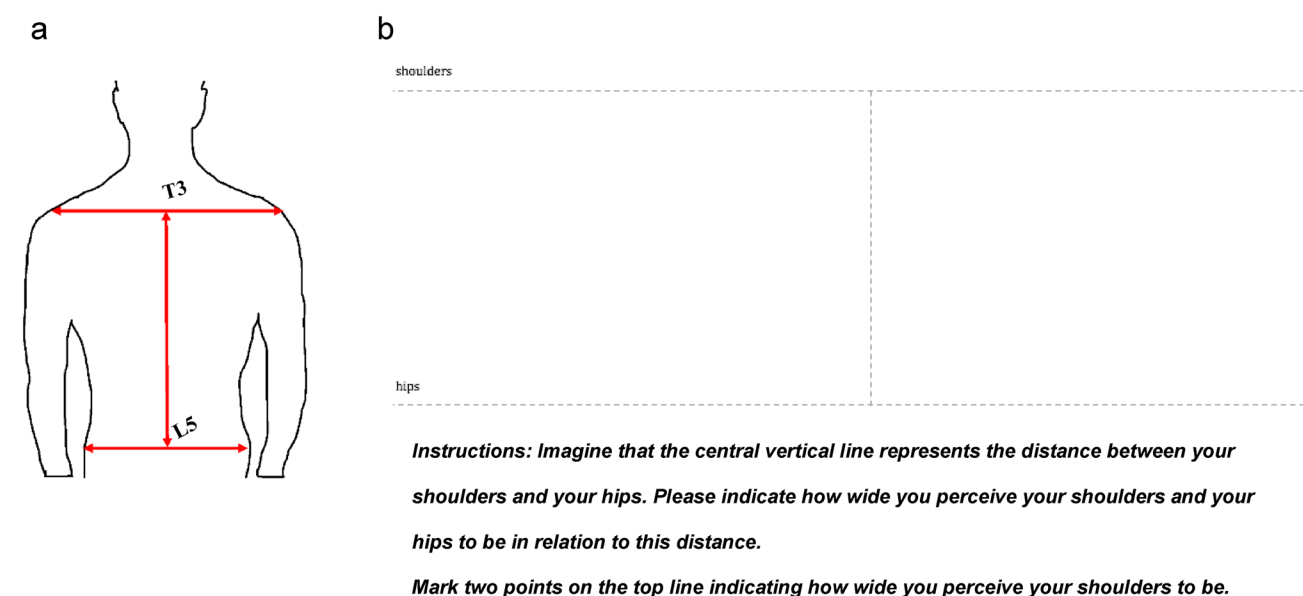 a
b
shoulders
T3
hips
L5
Instructions: Imagine that the central vertical line represents the distance between your
shoulders and your hips. Please indicate how wide you perceive your shoulders and your
hips to be in relation to this distance.
Mark two points on the top line indicating how wide you perceive your shoulders to be.